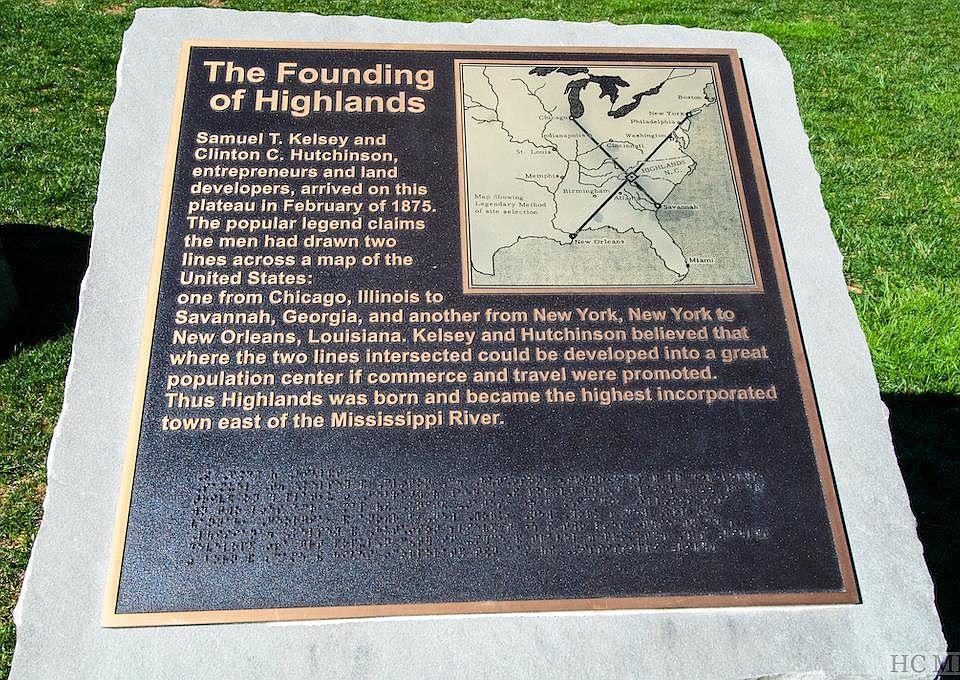 The Founding
of Highlands
Samuel T. Kelsey and
Clinton C. Hutchinson,
entrepreneurs and land
developers, arrived on this
plateau in February of 1875.
The popular legend claims
the men had drawn two
lines across a map of the
United States:
one from Chicago, Illinois to
Savannah, Georgia, and another from New York, New York to
New Orleans, Louisiana. Kelsey and Hutchinson believed that
where the two lines intersected could be developed into a great
population center if commerce and travel were promoted.
Thus Highlands was born and became the highest incorporated
town east of the Mississippi River.
Boston
New York
Philadelphia
Chicago
Washington
Indianapolis
Cincinnati
St. Louis
HIGHLANDS
N.C.
Memphis
Birmingham
Atlanta
Savannah
Map Showing
Legendary Method
of site selection
New Orleans
Miami
HCM